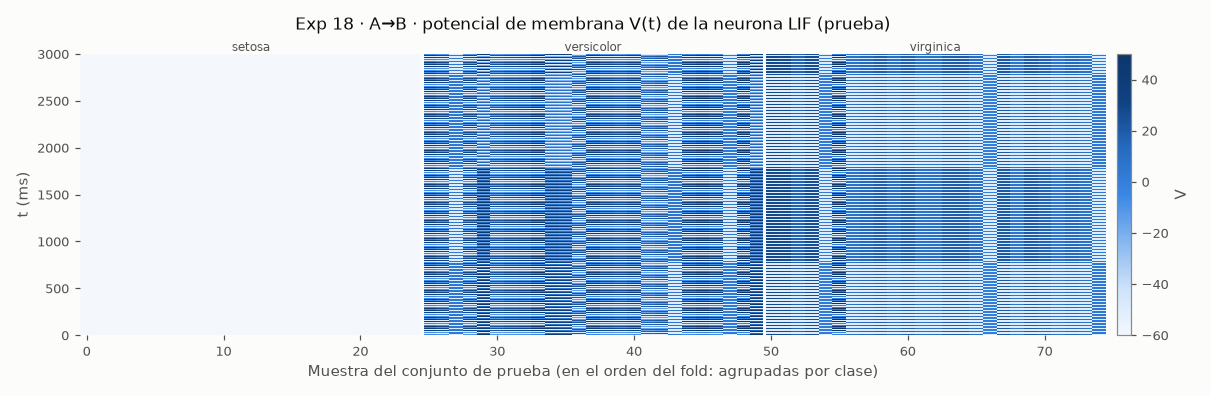 Exp 18 · A→B · potencial de membrana V(t) de la neurona LIF (prueba)
setosa versicolor virginica
3000
2500
2000
1500
1000
500
0
t (ms)
0 10 20 30 40 50 60 70
Muestra del conjunto de prueba (en el orden del fold: agrupadas por clase)
40
20
0
−20
−40
−60
V